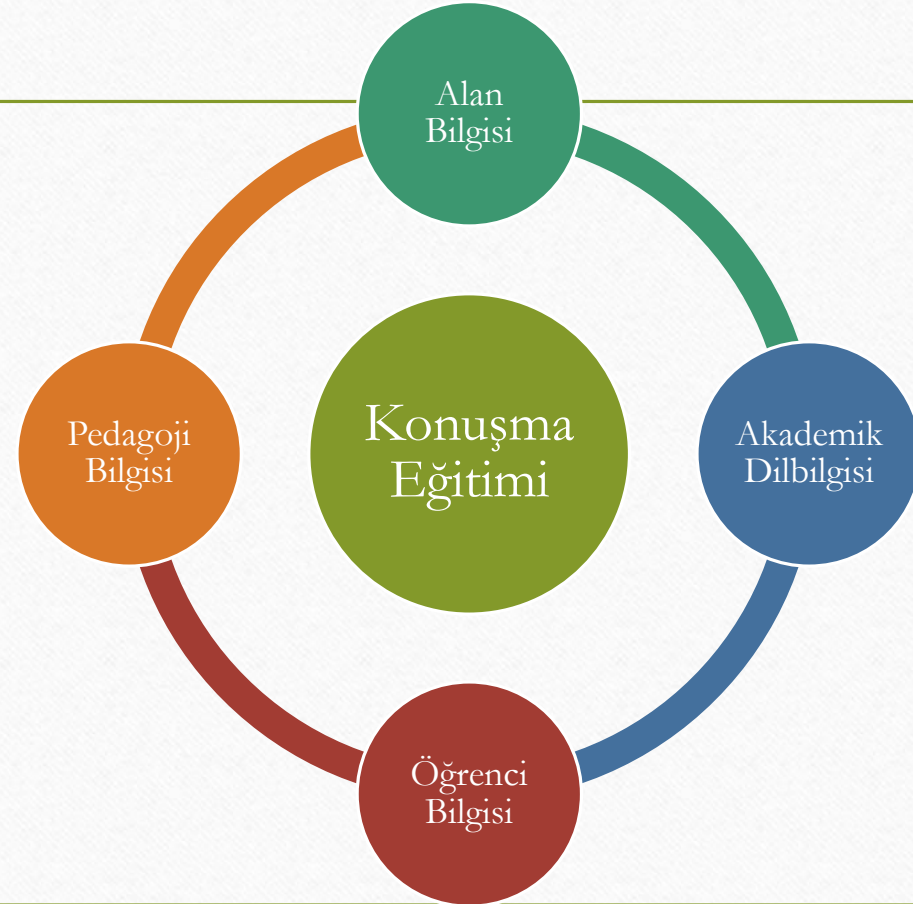 Alan
Bilgisi
Konuşma
Eğitimi
Pedagoji
Bilgisi
Akademik
Dilbilgisi
Öğrenci
Bilgisi